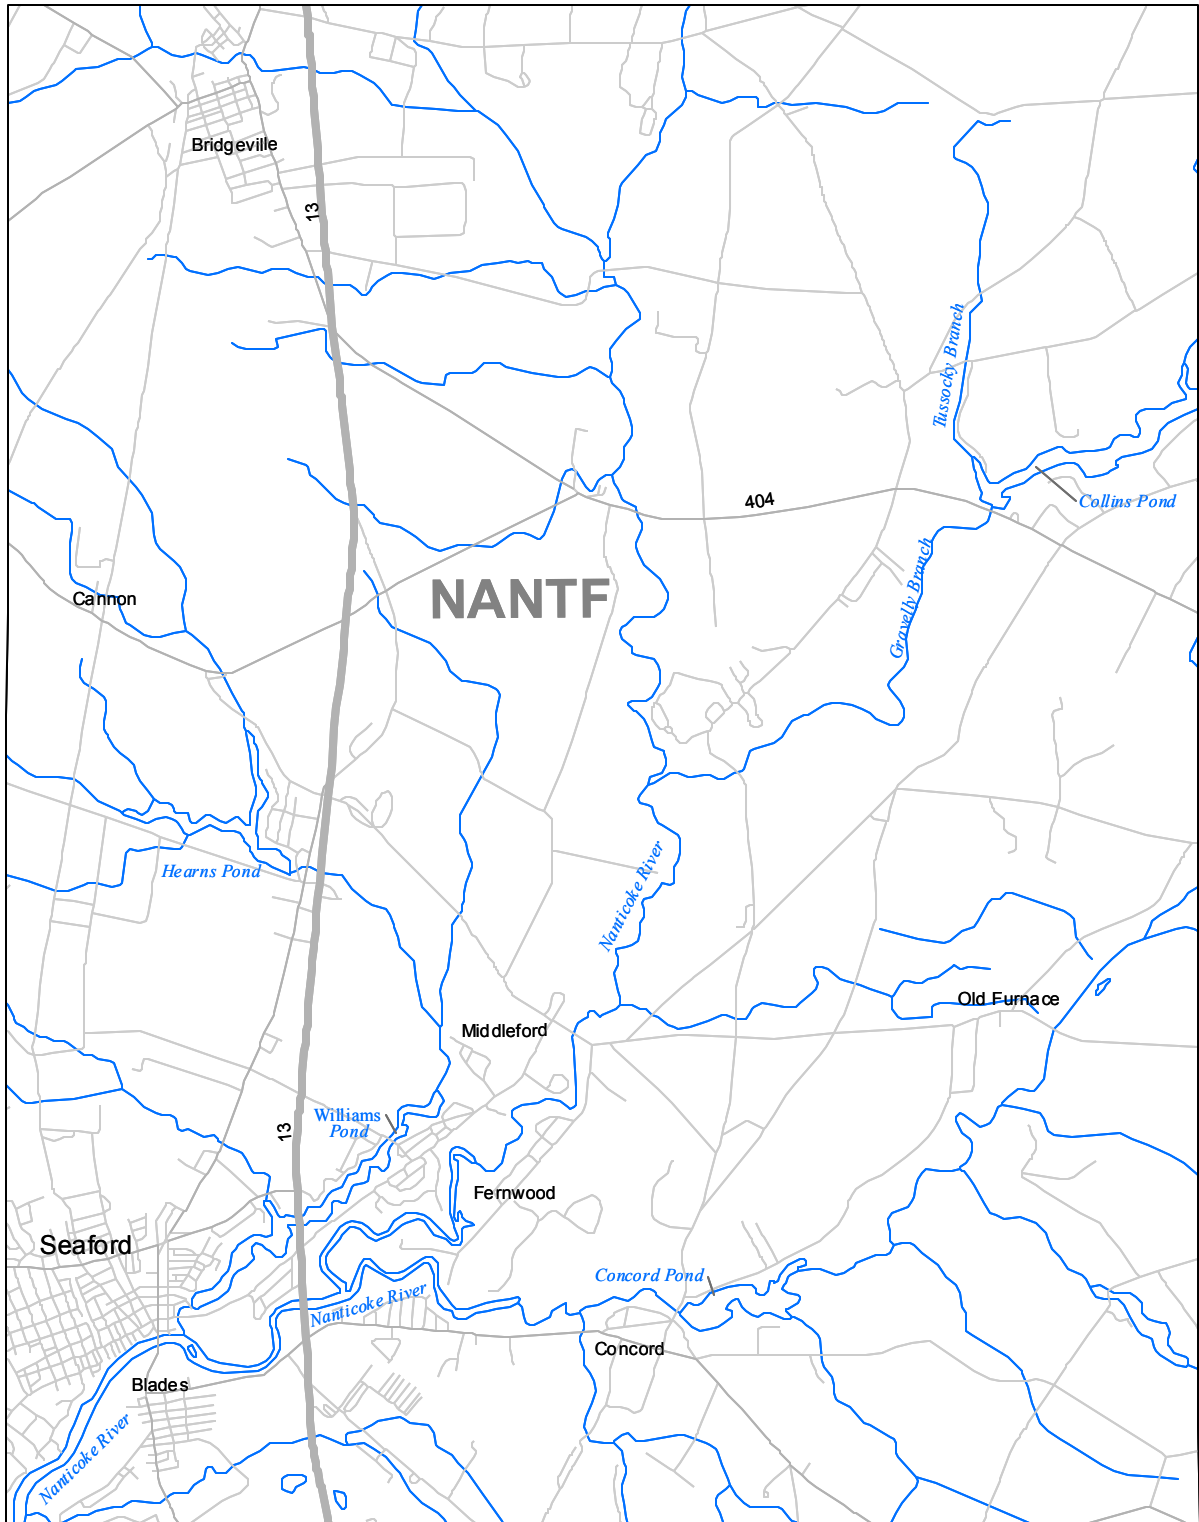 Bridgeville
13
Tussocky Branch
404
Collins Pond
Gravelly Branch
NANTF
Cannon
Nanticoke River
Hearns Pond
Old Furnace
Middleford
Williams
Pond
13
Fernwood
Seaford
Concord Pond
Nanticoke River
Concord
Blades
Nanticoke River